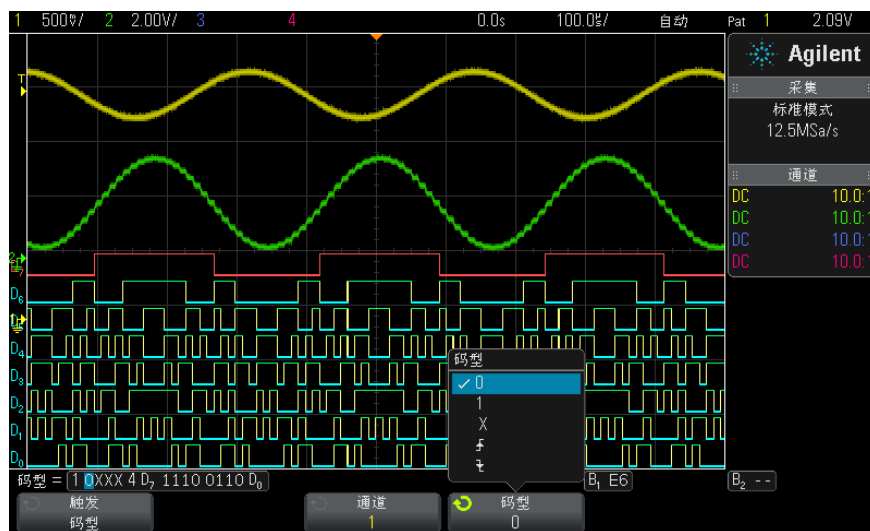 1 500㎷/ 2 2.00V/ 3 4 0.0s 100.0㎲/ 自动 Pat 1 2.09V
Agilent
采集
标准模式
12.5MSa/s
通道
DC 10.0:1
DC 10.0:1
DC 10.0:1
DC 10.0:1
T
D₆
D₄
D₃
D₂
D₁
D₀
码型
✓ 0
1
X
码型 = 1 0XXX 4 D₇ 1110 0110 D₀
B₁ E6
B₂ --
触发
码型
通道
1
码型
0